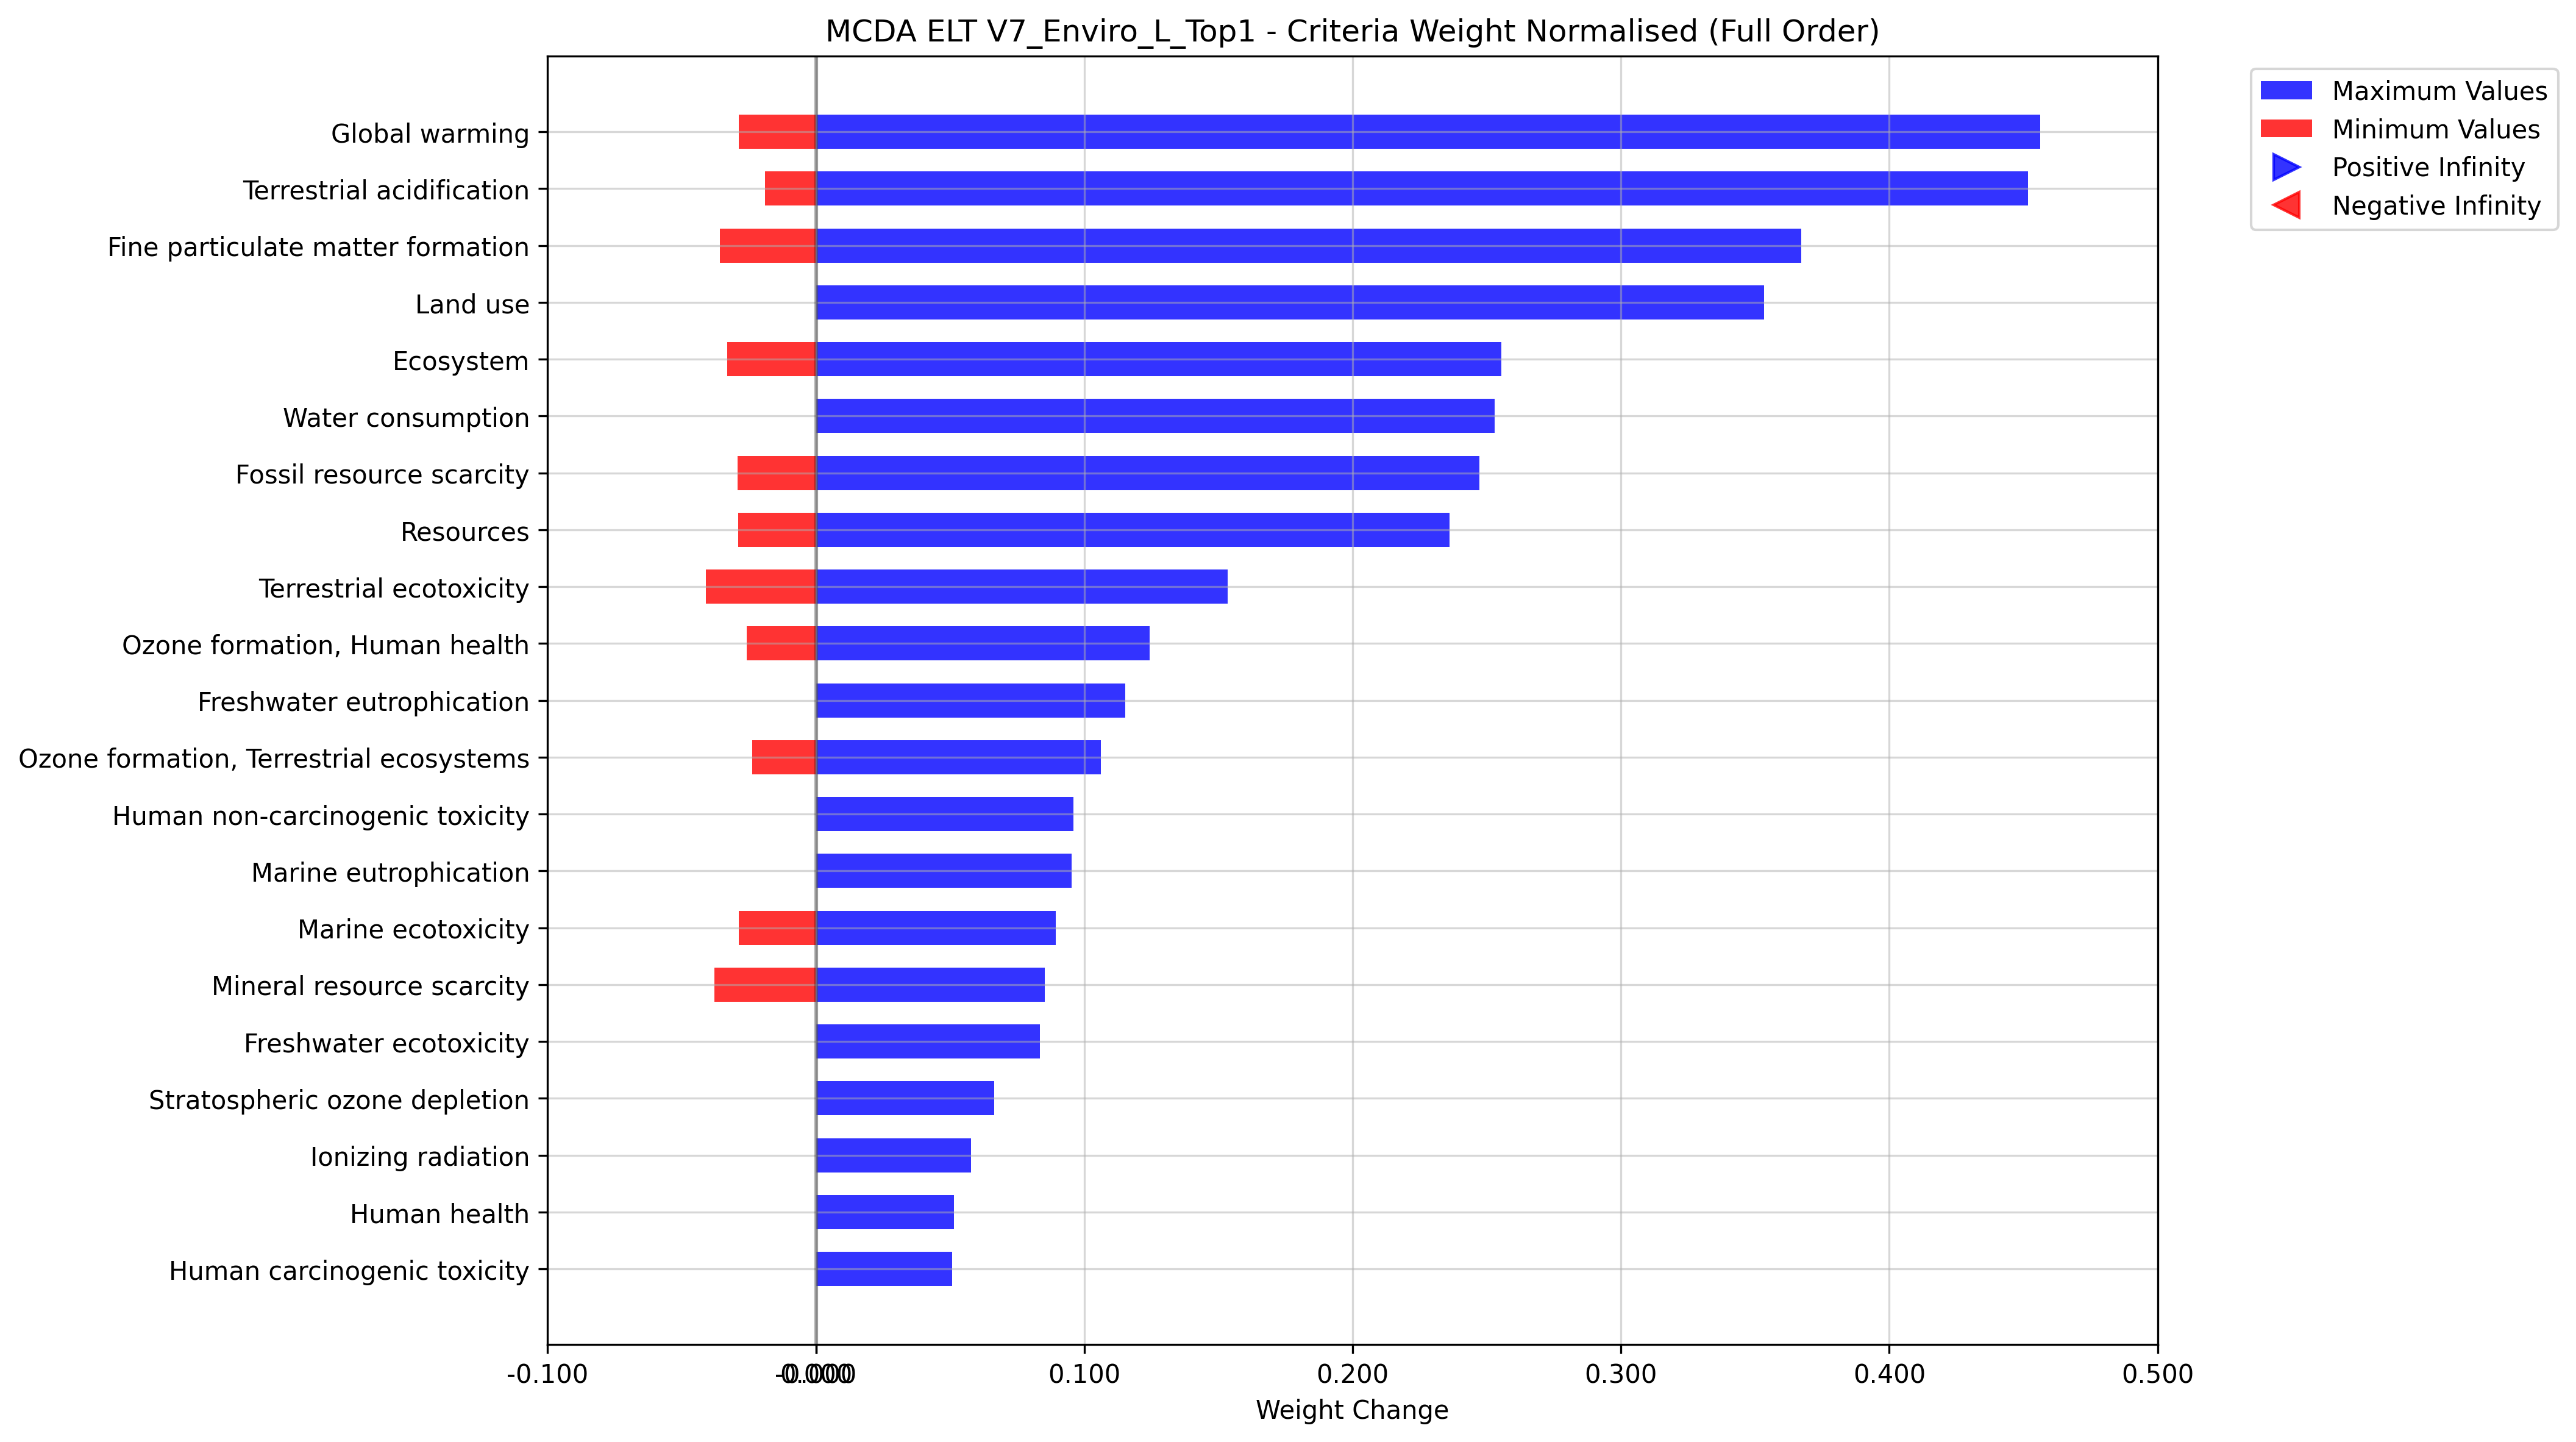 MCDA ELT V7_Enviro_L_Top1 - Criteria Weight Normalised (Full Order)
Maximum Values
Minimum Values
Positive Infinity
Negative Infinity
Global warming
Terrestrial acidification
Fine particulate matter formation
Land use
Ecosystem
Water consumption
Fossil resource scarcity
Resources
Terrestrial ecotoxicity
Ozone formation, Human health
Freshwater eutrophication
Ozone formation, Terrestrial ecosystems
Human non-carcinogenic toxicity
Marine eutrophication
Marine ecotoxicity
Mineral resource scarcity
Freshwater ecotoxicity
Stratospheric ozone depletion
Ionizing radiation
Human health
Human carcinogenic toxicity
-0.100 -0.000 0.000 0.100 0.200 0.300 0.400 0.500
Weight Change